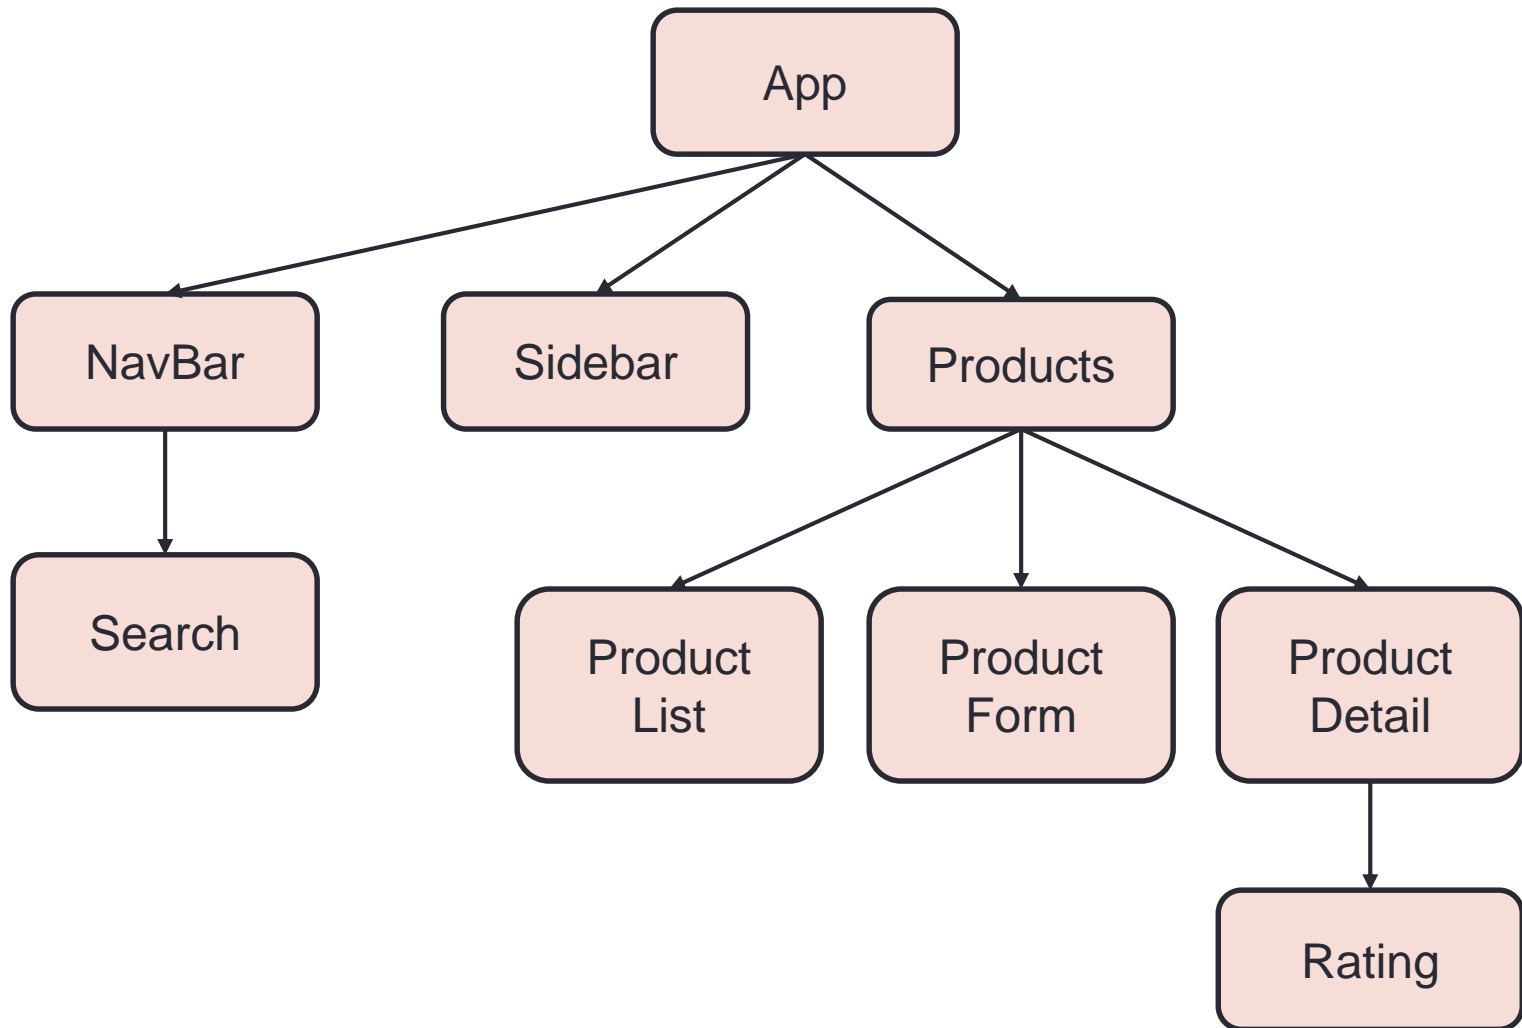 App
NavBar
Sidebar
Products
Search
Product
List
Product
Form
Product
Detail
Rating